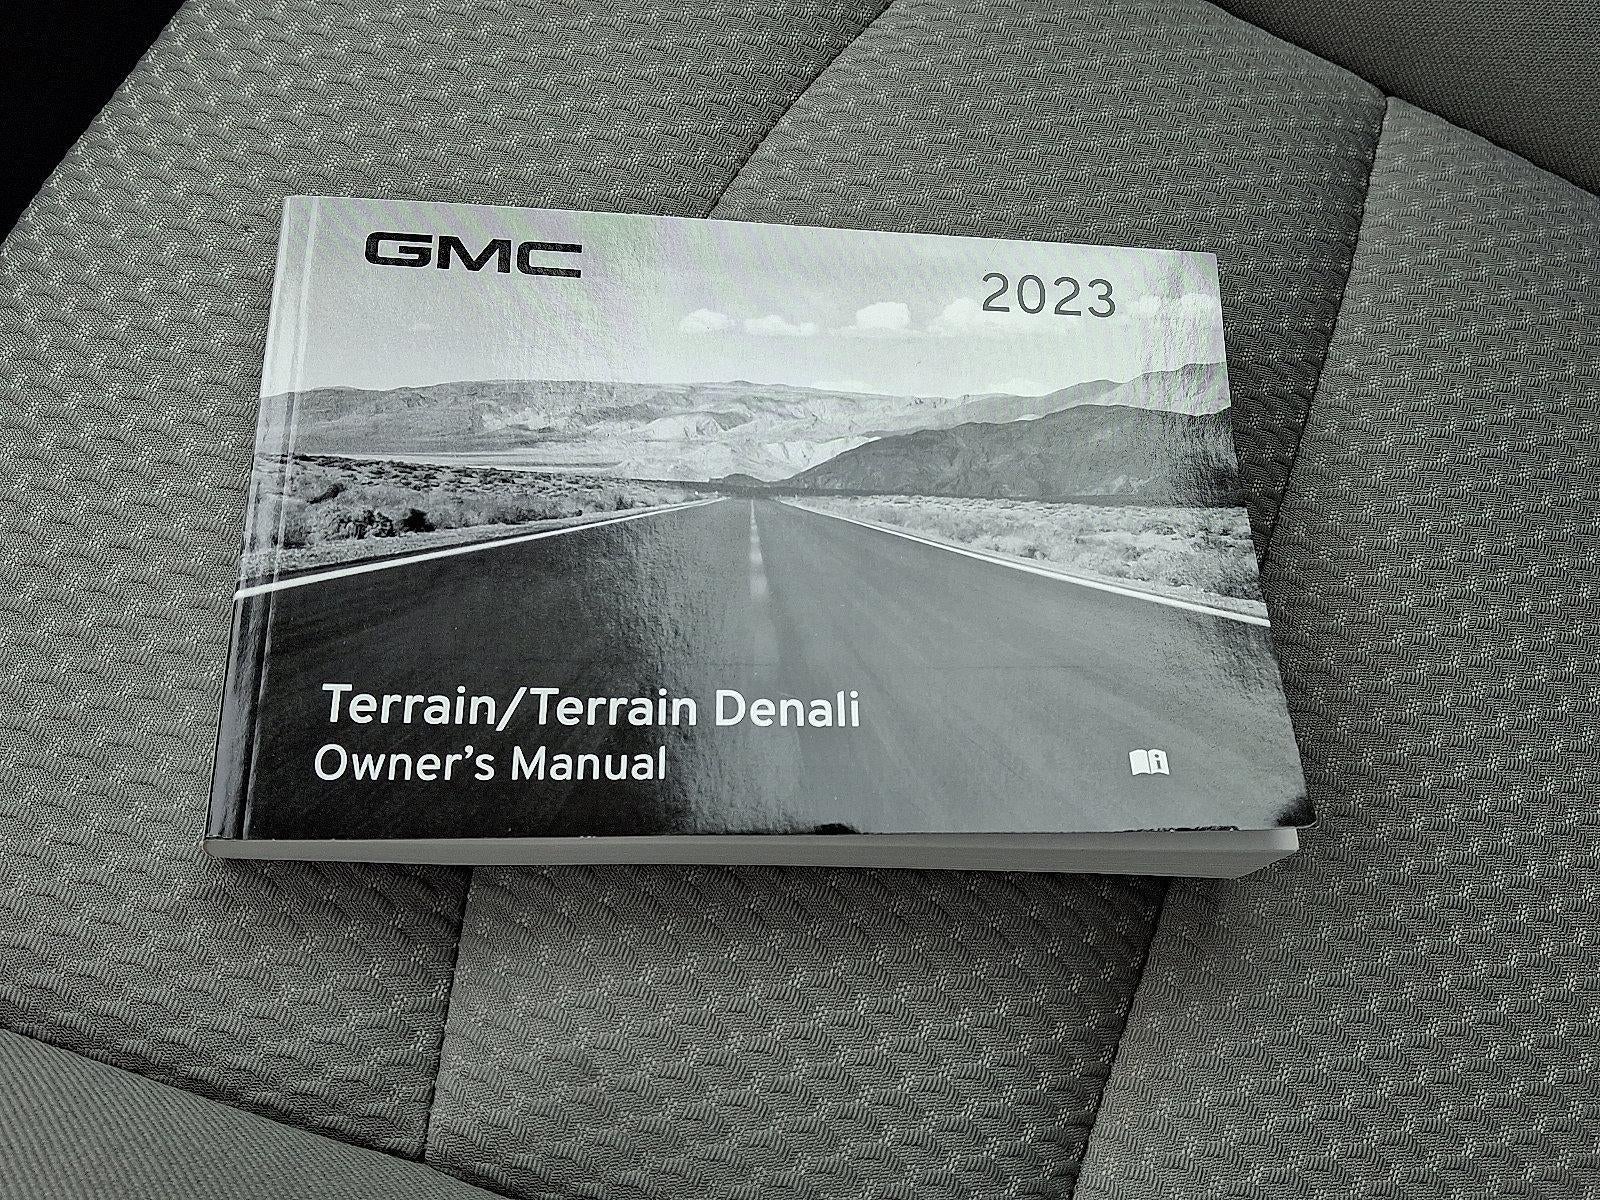 GMC
2023
Terrain/Terrain Denali
Owner's Manual
i